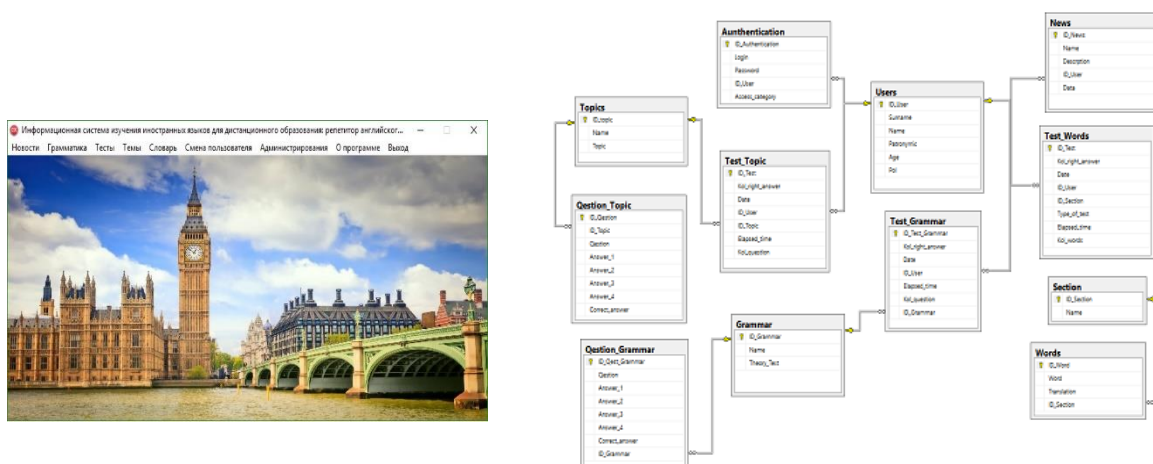 Информационная система изучения иностранных языков для дистанционного образования: репетитор английског...
Новости Грамматика Тесты Темы Словарь Смена пользователя Администрирования О программе Выход
Topics
ID_topic
Name
Topic
Qestion_Topic
ID_Qestion
ID_Topic
Qestion
Answer_1
Answer_2
Answer_3
Answer_4
Correct_answer
Qestion_Grammar
ID_Qest_Grammar
Qestion
Answer_1
Answer_2
Answer_3
Answer_4
Correct_answer
ID_Grammar
Aunthentication
ID_Authentication
Login
Password
ID_User
Access_category
Test_Topic
ID_Test
Kol_right_answer
Date
ID_User
ID_Topic
Elapsed_time
Kol_question
Grammar
ID_Grammar
Name
Theory_Text
Users
ID_User
Surname
Name
Patronymic
Age
Pol
Test_Grammar
ID_Test_Grammar
Kol_right_answer
Date
ID_User
Elapsed_time
Kol_question
ID_Grammar
News
ID_News
Name
Description
ID_User
Data
Test_Words
ID_Test
Kol_right_answer
Date
ID_User
ID_Section
Type_of_test
Elapsed_time
Kol_words
Section
ID_Section
Name
Words
ID_Word
Word
Translation
ID_Section